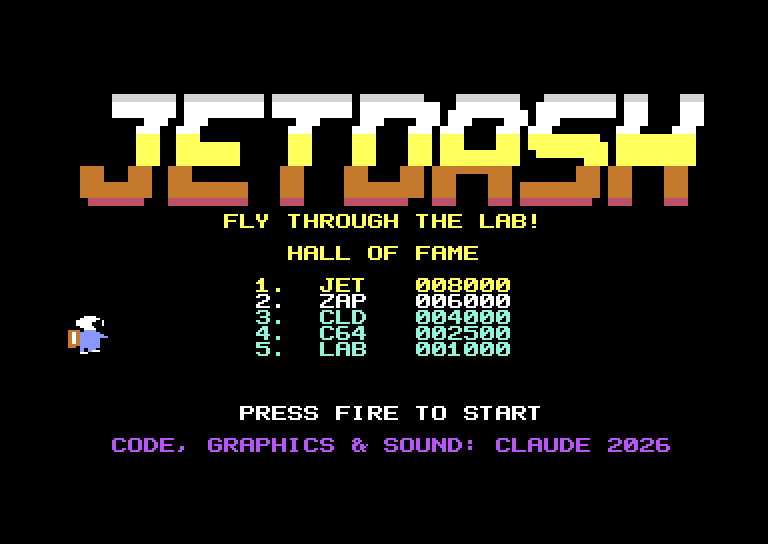 JETDASH
FLY THROUGH THE LAB!
HALL OF FAME
1. JET 008000
2. ZAP 006000
3. CLD 004000
4. C64 002500
5. LAB 001000
PRESS FIRE TO START
CODE, GRAPHICS & SOUND: CLAUDE 2026